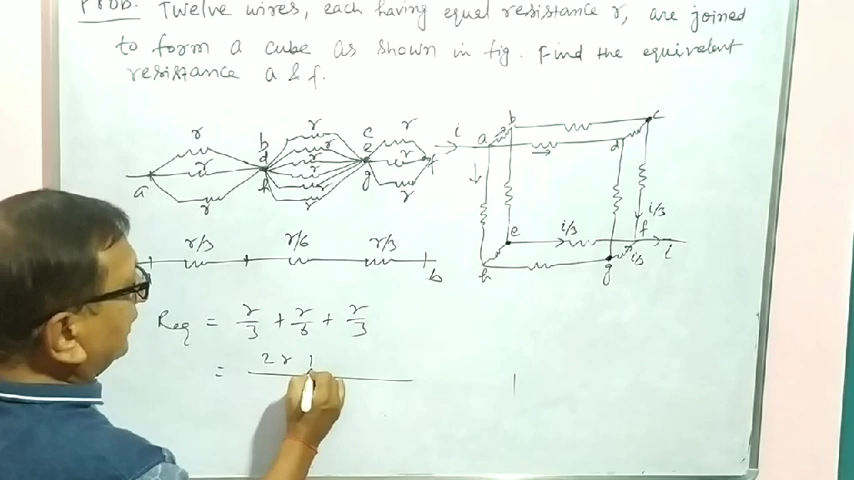 Prob. Twelve wires, each having equal resistance r, are joined
to form a cube as shown in fig. Find the equivalent
resistance a & f.
r r r
r r r
r r r
r
r
r
a
b
d
h
c
e
g
f
i
a b c d
e f g h
i/3
i/3
i/3
i
r/3 r/6 r/3
b
Req = r/3 + r/6 + r/3
= 2r